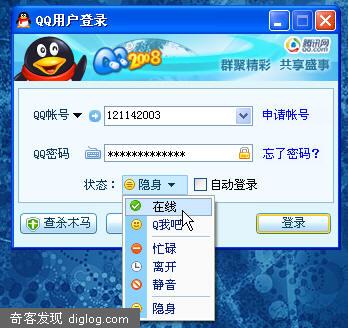 QQ用户登录
QQ2008
腾讯网
QQ.com
群聚精彩 共享盛事
QQ帐号 121142003 申请帐号
QQ密码 ************* 忘了密码?
状态: 隐身 自动登录
查杀木马 登录
在线
Q我吧
忙碌
离开
静音
隐身
奇客发现 diglog.com